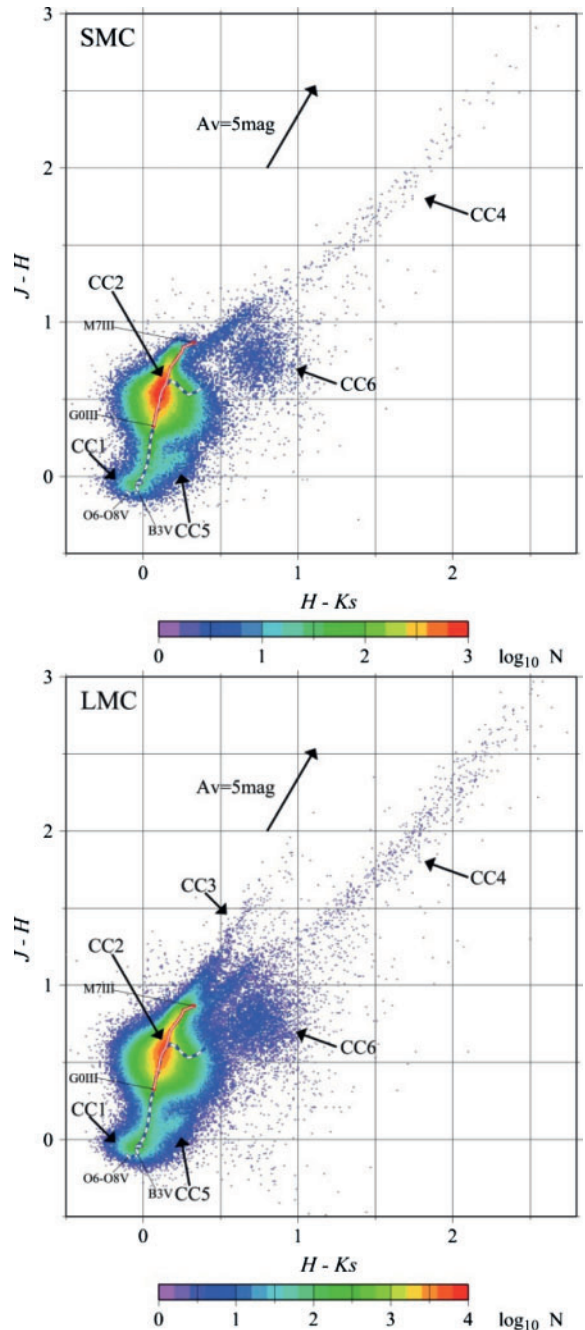 3
SMC
Av=5mag
2
CC4
J - H
CC2
M7III
1
CC6
G0III
CC1
0
O6-O8V
B3V
CC5
0
1
2
H - Ks
0
1
2
3
log₁₀ N
3
LMC
Av=5mag
2
CC4
CC3
J - H
CC2
M7III
1
CC6
G0III
CC1
0
O6-O8V
B3V
CC5
0
1
2
H - Ks
0
1
2
3
4
log₁₀ N